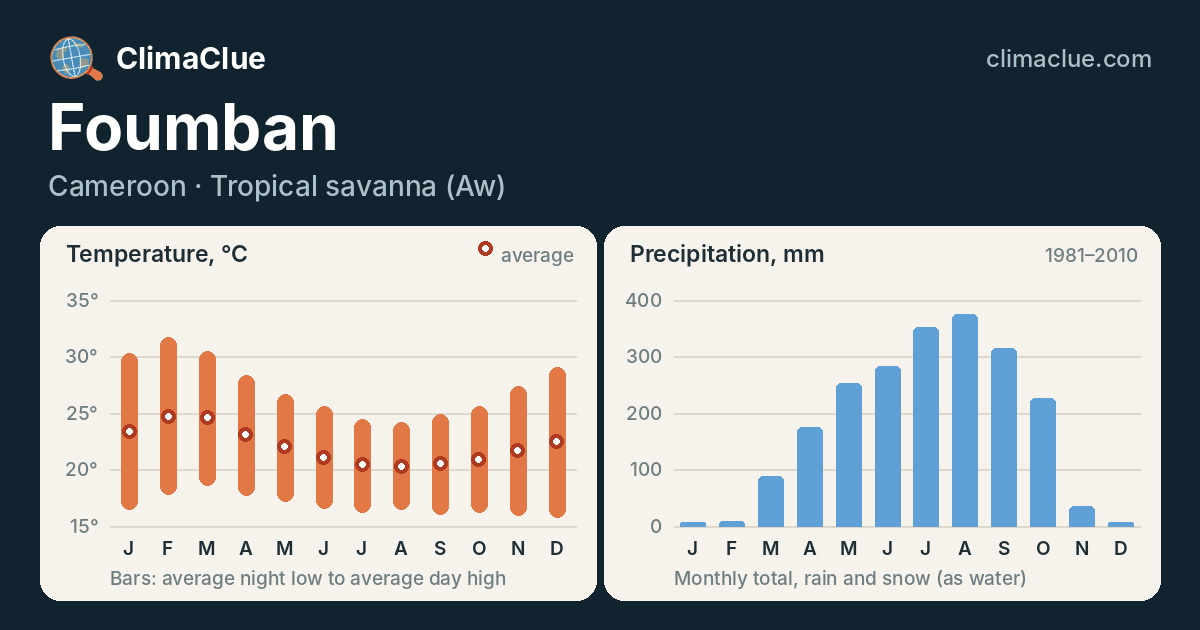 ClimaClue
climaclue.com
Foumban
Cameroon · Tropical savanna (Aw)
Temperature, °C
average
35°
30°
25°
20°
15°
J F M A M J J A S O N D
Bars: average night low to average day high
Precipitation, mm
1981–2010
400
300
200
100
0
J F M A M J J A S O N D
Monthly total, rain and snow (as water)